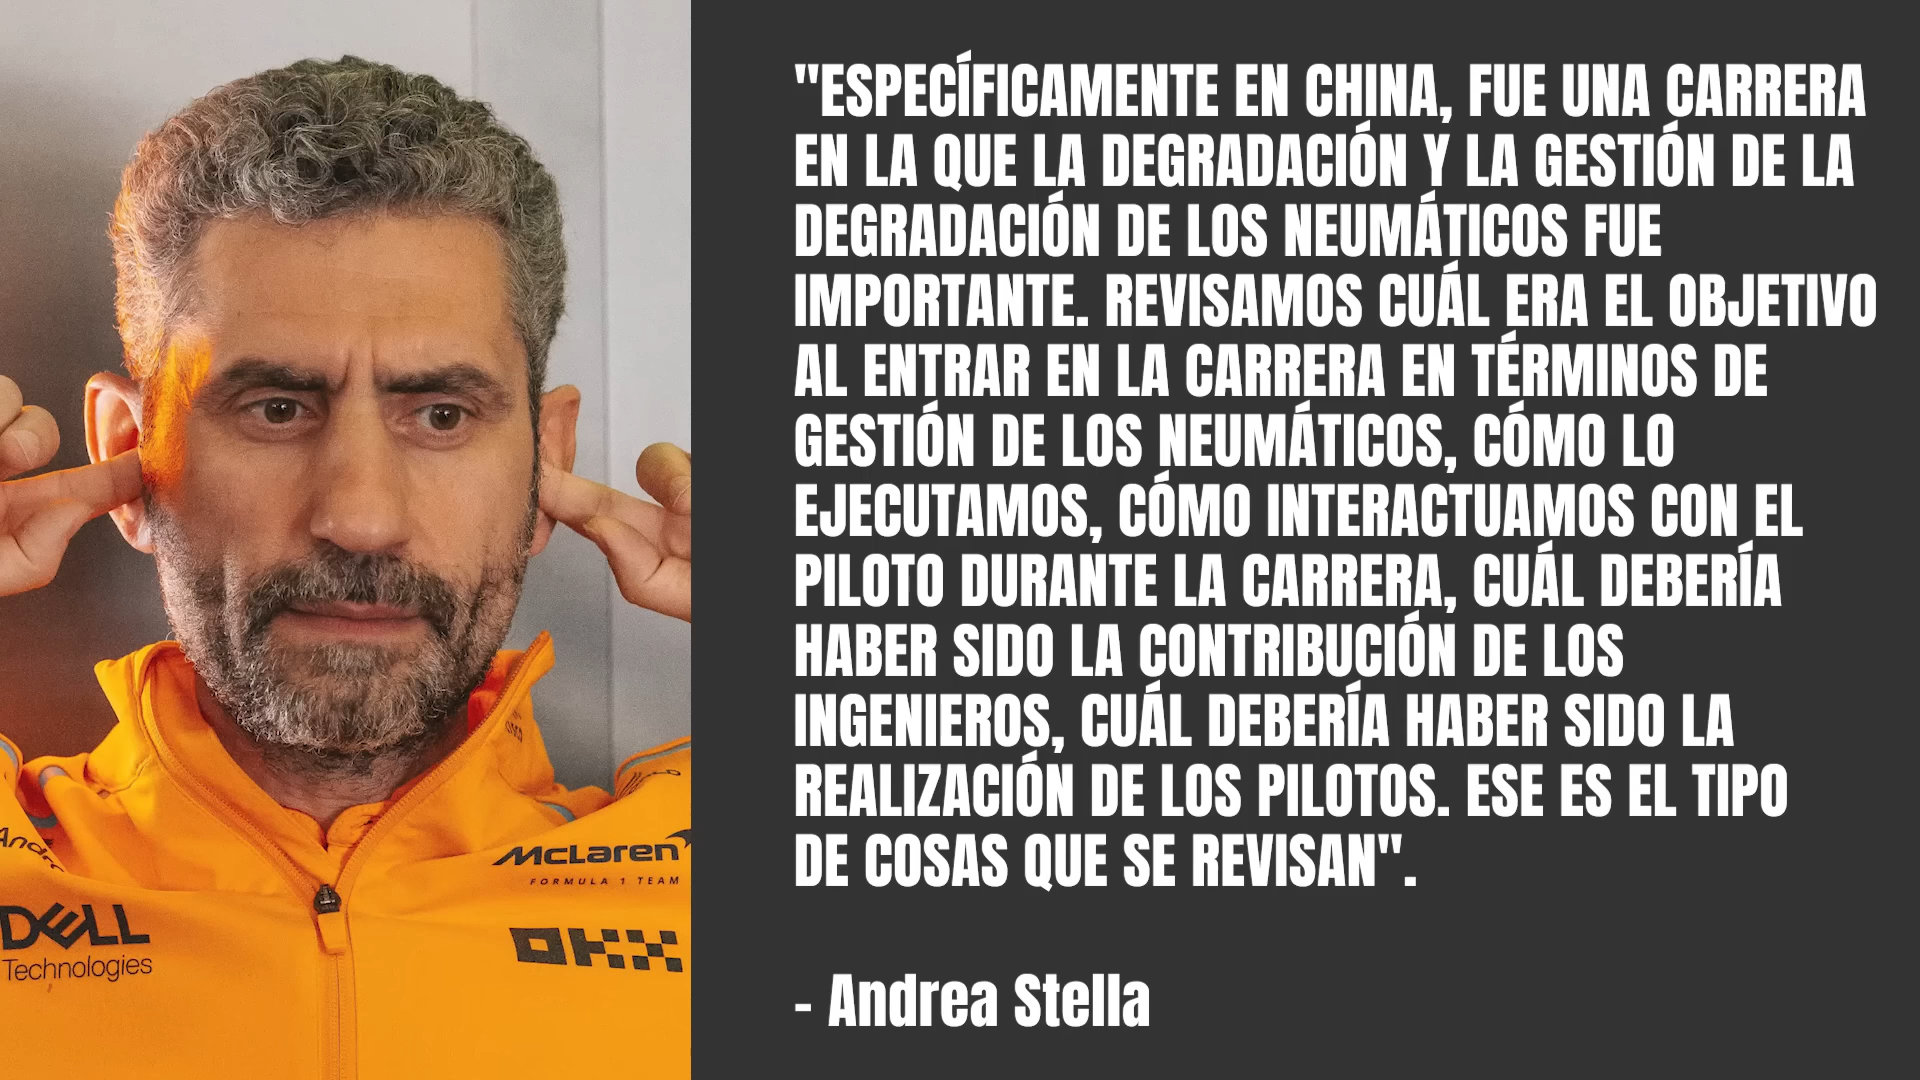 "ESPECÍFICAMENTE EN CHINA, FUE UNA CARRERA
EN LA QUE LA DEGRADACIÓN Y LA GESTIÓN DE LA
DEGRADACIÓN DE LOS NEUMÁTICOS FUE
IMPORTANTE. REVISAMOS CUÁL ERA EL OBJETIVO
AL ENTRAR EN LA CARRERA EN TÉRMINOS DE
GESTIÓN DE LOS NEUMÁTICOS, CÓMO LO
EJECUTAMOS, CÓMO INTERACTUAMOS CON EL
PILOTO DURANTE LA CARRERA, CUÁL DEBERÍA
HABER SIDO LA CONTRIBUCIÓN DE LOS
INGENIEROS, CUÁL DEBERÍA HABER SIDO LA
REALIZACIÓN DE LOS PILOTOS. ESE ES EL TIPO
DE COSAS QUE SE REVISAN".
- Andrea Stella
McLaren
FORMULA 1 TEAM
DELL
Technologies
OKX